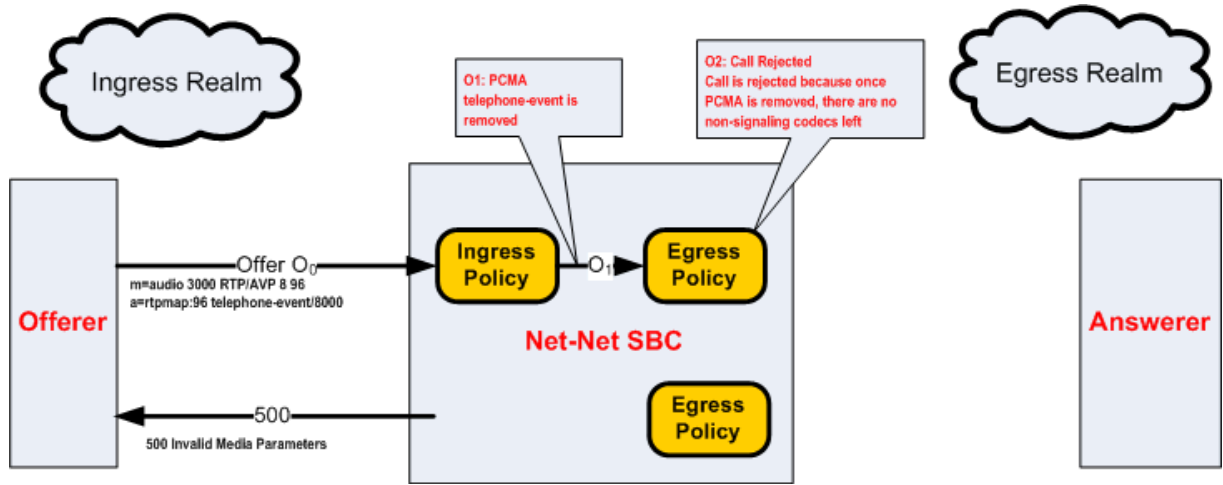 Ingress Realm
O1: PCMA
telephone-event is
removed
O2: Call Rejected
Call is rejected because once
PCMA is removed, there are no
non-signaling codecs left
Egress Realm
Offerer
Offer O0
m=audio 3000 RTP/AVP 8 96
a=rtpmap:96 telephone-event/8000
Ingress
Policy
O1
Egress
Policy
Net-Net SBC
Answerer
500
500 Invalid Media Parameters
Egress
Policy